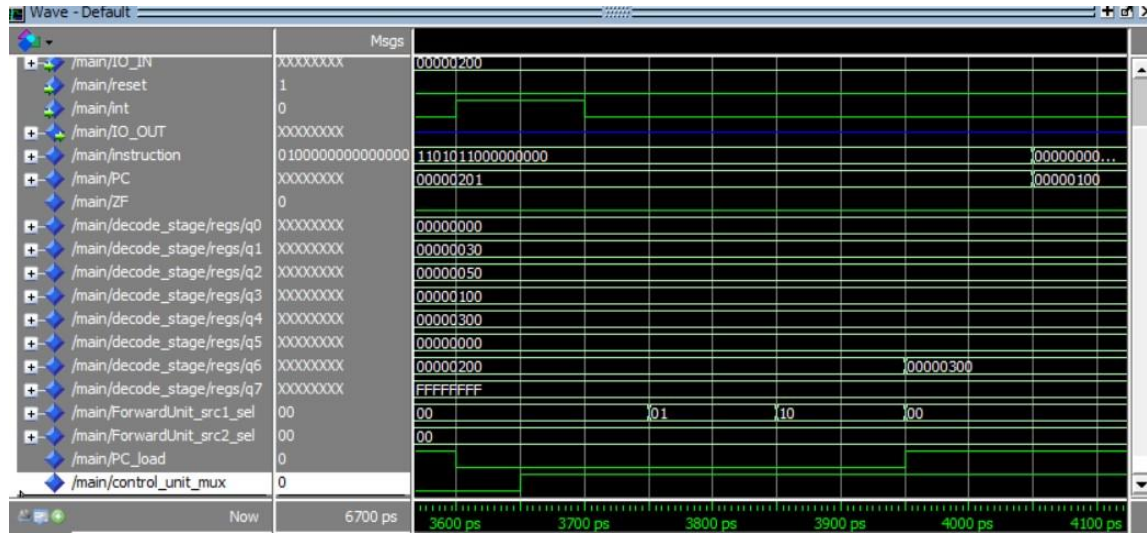 Wave - Default
Msgs
/main/IO_IN XXXXXXXX 00000200
/main/reset 1
/main/int 0
/main/IO_OUT XXXXXXXX
/main/instruction 0100000000000000 1101011000000000 00000000...
/main/PC XXXXXXXX 00000201 00000100
/main/ZF 0
/main/decode_stage/regs/q0 XXXXXXXX 00000000
/main/decode_stage/regs/q1 XXXXXXXX 00000030
/main/decode_stage/regs/q2 XXXXXXXX 00000050
/main/decode_stage/regs/q3 XXXXXXXX 00000100
/main/decode_stage/regs/q4 XXXXXXXX 00000300
/main/decode_stage/regs/q5 XXXXXXXX 00000000
/main/decode_stage/regs/q6 XXXXXXXX 00000200 00000300
/main/decode_stage/regs/q7 XXXXXXXX FFFFFFFF
/main/ForwardUnit_src1_sel 00 00 01 10 00
/main/ForwardUnit_src2_sel 00 00
/main/PC_load 0
/main/control_unit_mux 0
Now 6700 ps 3600 ps 3700 ps 3800 ps 3900 ps 4000 ps 4100 ps